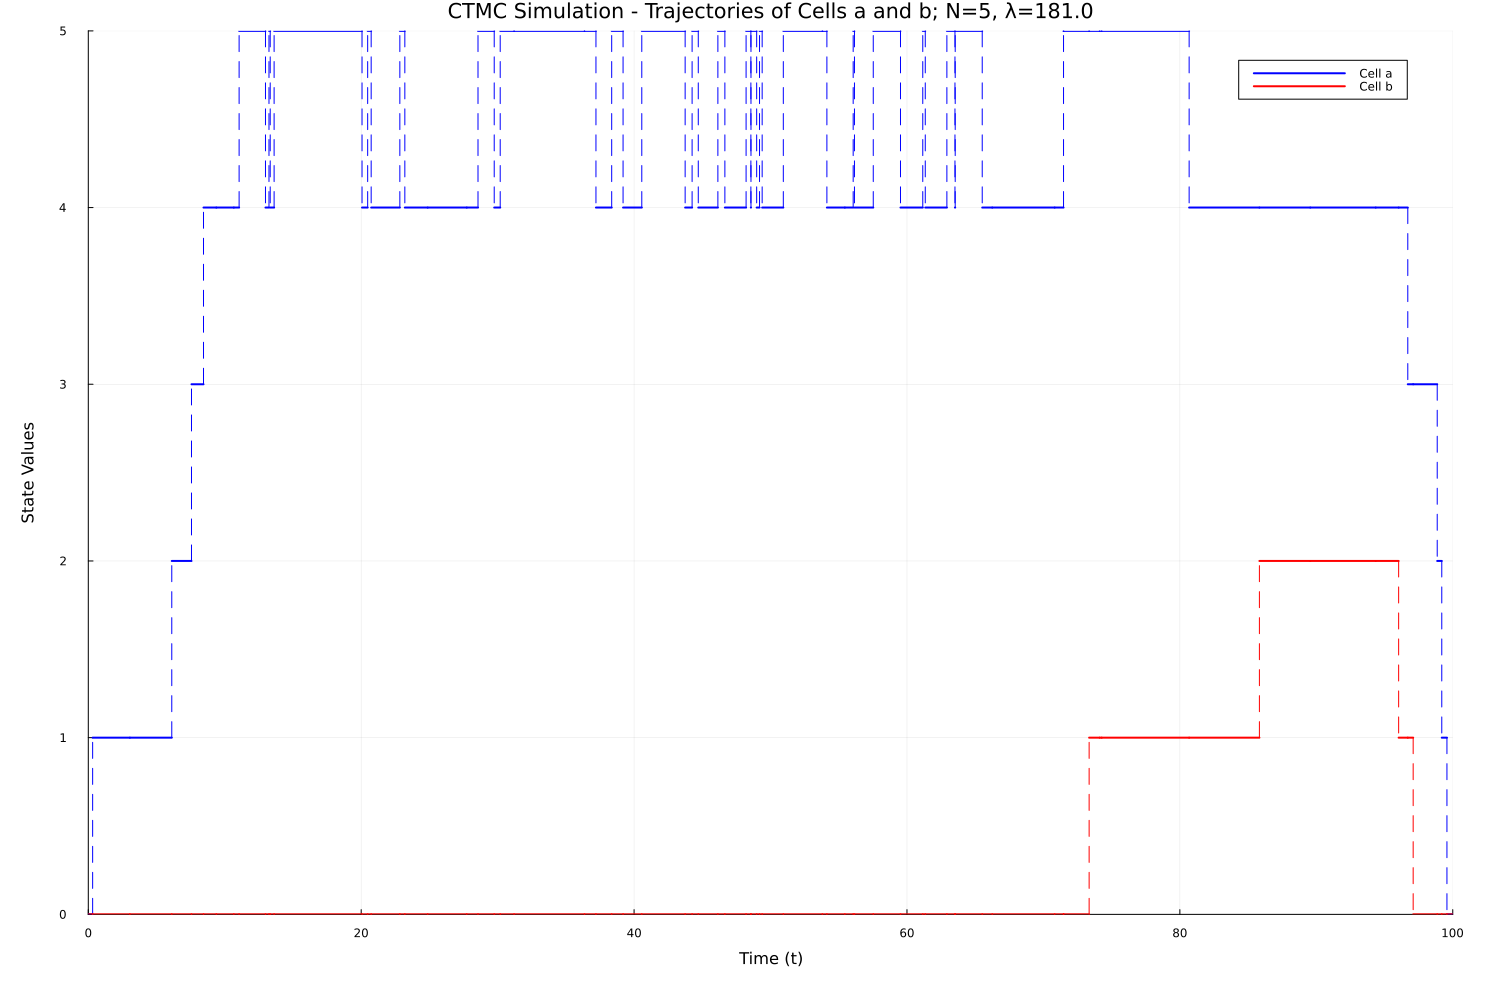 CTMC Simulation - Trajectories of Cells a and b; N=5, λ=181.0
Cell a
Cell b
State Values
5
4
3
2
1
0
0 20 40 60 80 100
Time (t)